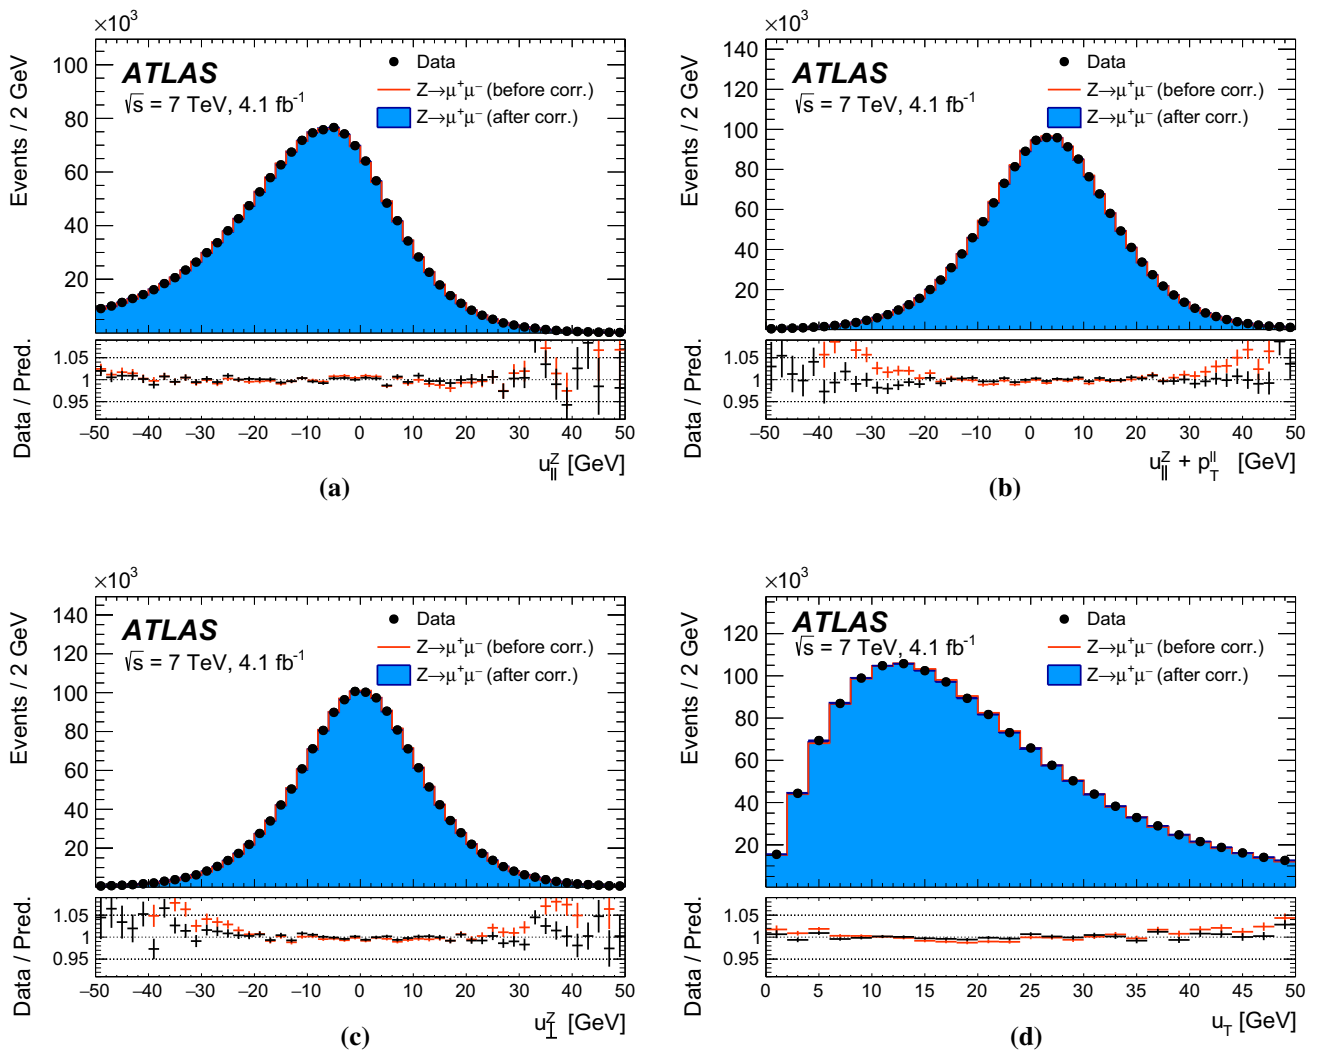 ×10³
Events / 2 GeV
100
80
60
40
20
ATLAS
√s = 7 TeV, 4.1 fb⁻¹
Data
Z→μ⁺μ⁻ (before corr.)
Z→μ⁺μ⁻ (after corr.)
Data / Pred.
1.05
1
0.95
−50 −40 −30 −20 −10 0 10 20 30 40 50
u∥ᶻ [GeV]
(a)
×10³
Events / 2 GeV
140
120
100
80
60
40
20
ATLAS
√s = 7 TeV, 4.1 fb⁻¹
Data
Z→μ⁺μ⁻ (before corr.)
Z→μ⁺μ⁻ (after corr.)
Data / Pred.
1.05
1
0.95
−50 −40 −30 −20 −10 0 10 20 30 40 50
u∥ᶻ + p_T^ll [GeV]
(b)
×10³
Events / 2 GeV
140
120
100
80
60
40
20
ATLAS
√s = 7 TeV, 4.1 fb⁻¹
Data
Z→μ⁺μ⁻ (before corr.)
Z→μ⁺μ⁻ (after corr.)
Data / Pred.
1.05
1
0.95
−50 −40 −30 −20 −10 0 10 20 30 40 50
u⊥ᶻ [GeV]
(c)
×10³
Events / 2 GeV
120
100
80
60
40
20
ATLAS
√s = 7 TeV, 4.1 fb⁻¹
Data
Z→μ⁺μ⁻ (before corr.)
Z→μ⁺μ⁻ (after corr.)
Data / Pred.
1.05
1
0.95
0 5 10 15 20 25 30 35 40 45 50
u_T [GeV]
(d)